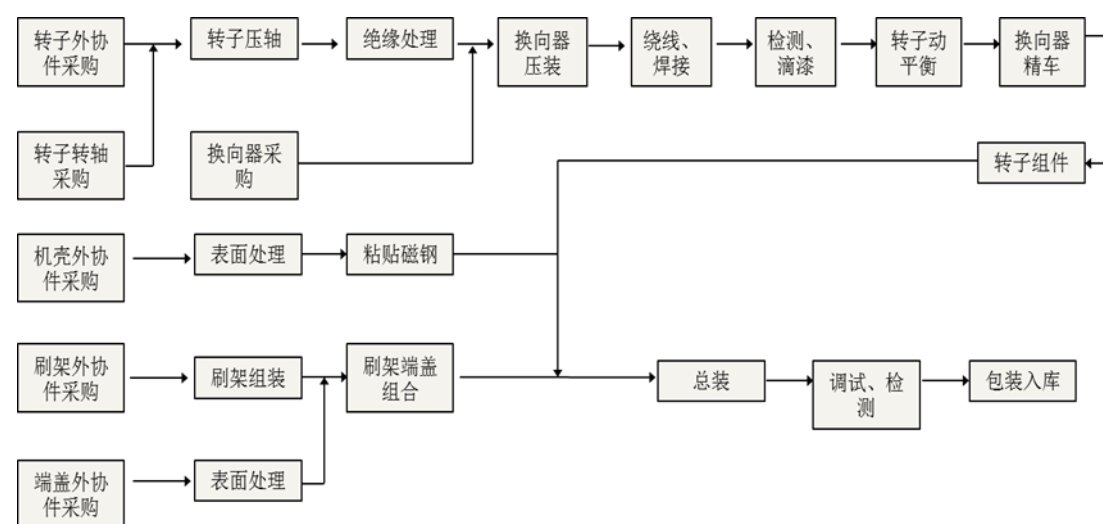 转子外协
件采购
转子压轴
绝缘处理
换向器
压装
绕线、
焊接
检测、
滴漆
转子动
平衡
换向器
精车
转子转轴
采购
换向器采
购
转子组件
机壳外协
件采购
表面处理
粘贴磁钢
刷架外协
件采购
刷架组装
刷架端盖
组合
总装
调试、检
测
包装入库
端盖外协
件采购
表面处理